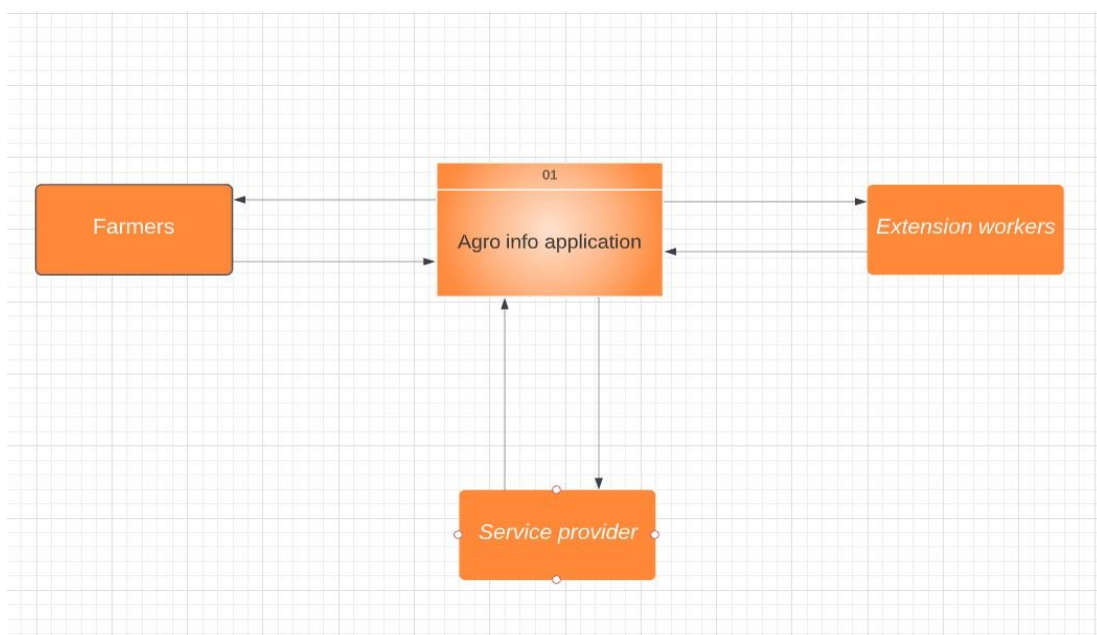 01
Farmers
Agro info application
Extension workers
Service provider